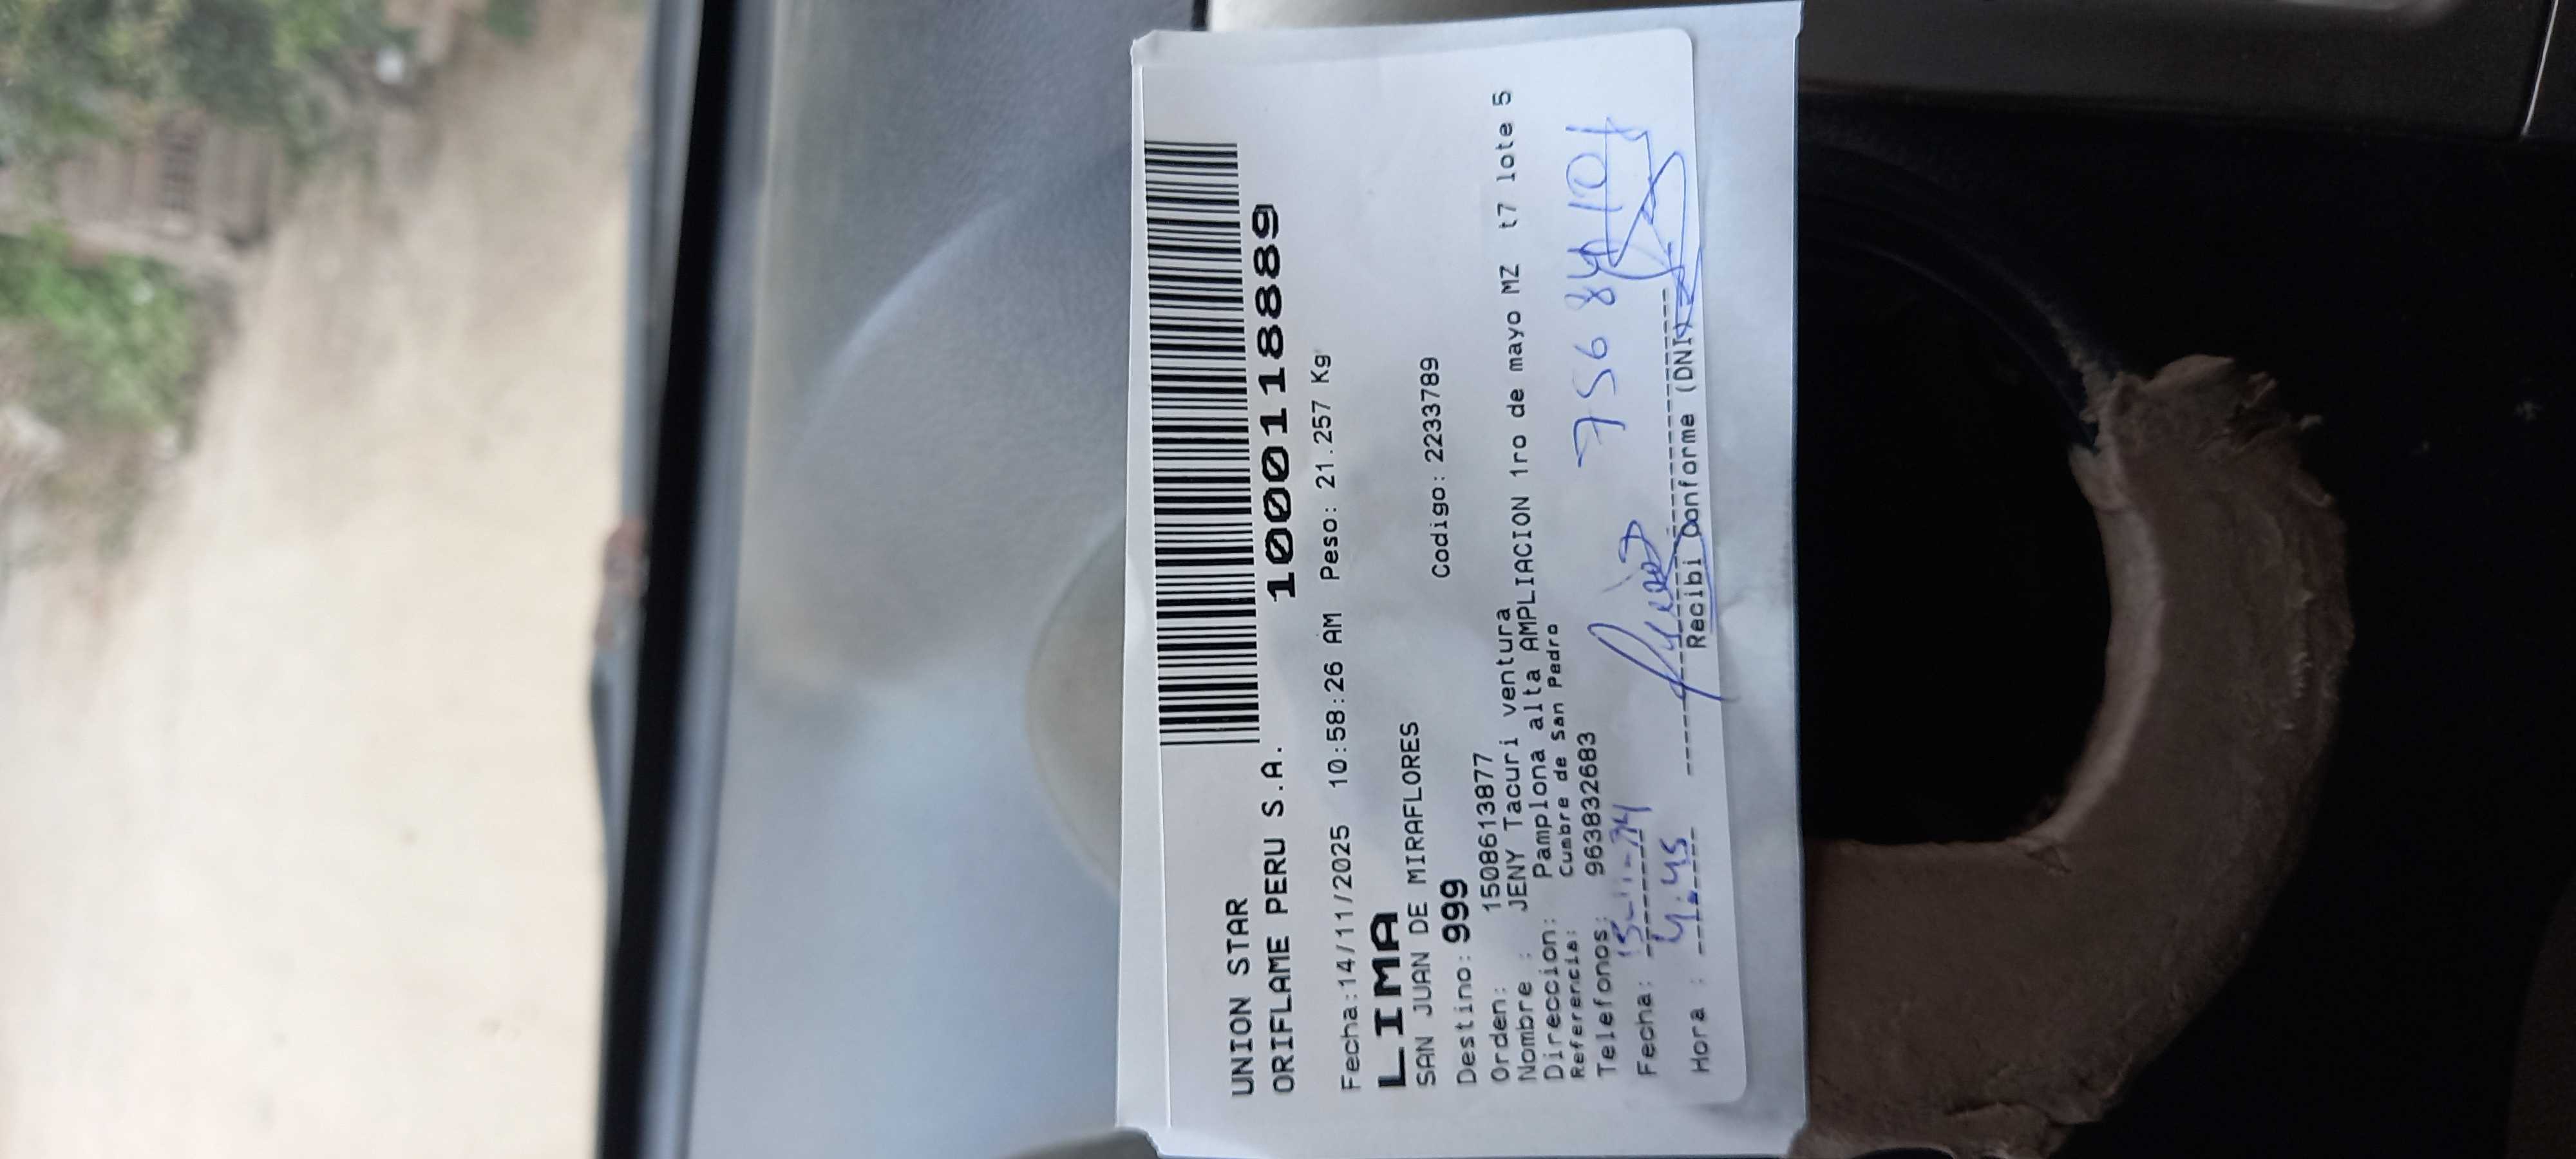 UNION STAR
ORIFLAME PERU S.A. 1000118889
Fecha:14/11/2025 10:58:26 AM Peso: 21.257 Kg
LIMA
SAN JUAN DE MIRAFLORES
Destino: 999 Codigo: 2233789
Orden: 1508613877
Nombre : JENY Tacuri ventura
Direccion: Pamplona alta AMPLIACION 1ro de mayo MZ t7 lote 5
Referencia: Cumbre de san Pedro
Telefonos: 963832683
Fecha:
Hora : 4:45
Recibi Conforme (DNI